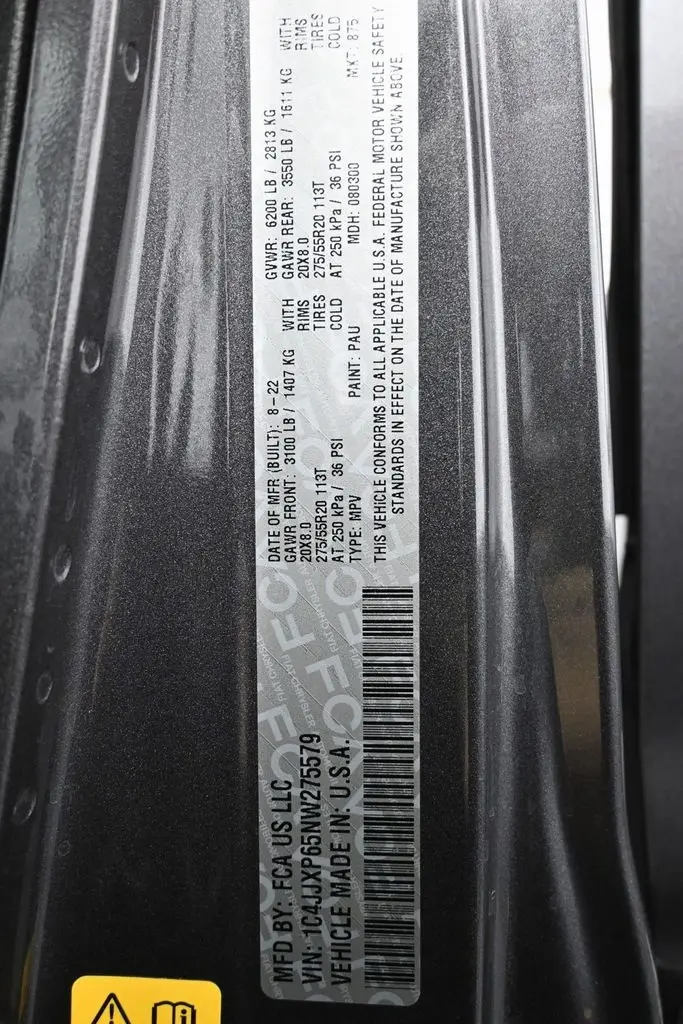 MFD BY: FCA US LLC
VIN: 1C4JJXP65NW275579
VEHICLE MADE IN: U.S.A.
DATE OF MFR (BUILT): 8-22
GAWR FRONT: 3100 LB / 1407 KG WITH
20X8.0 RIMS
275/55R20 113T TIRES
AT 250 kPa / 36 PSI COLD
TYPE: MPV PAINT: PAU
GVWR: 6200 LB / 2813 KG
GAWR REAR: 3550 LB / 1611 KG WITH
20X8.0 RIMS
275/55R20 113T TIRES
AT 250 kPa / 36 PSI COLD
MDH: 080300 MKT: 875
THIS VEHICLE CONFORMS TO ALL APPLICABLE U.S.A. FEDERAL MOTOR VEHICLE SAFETY
STANDARDS IN EFFECT ON THE DATE OF MANUFACTURE SHOWN ABOVE.